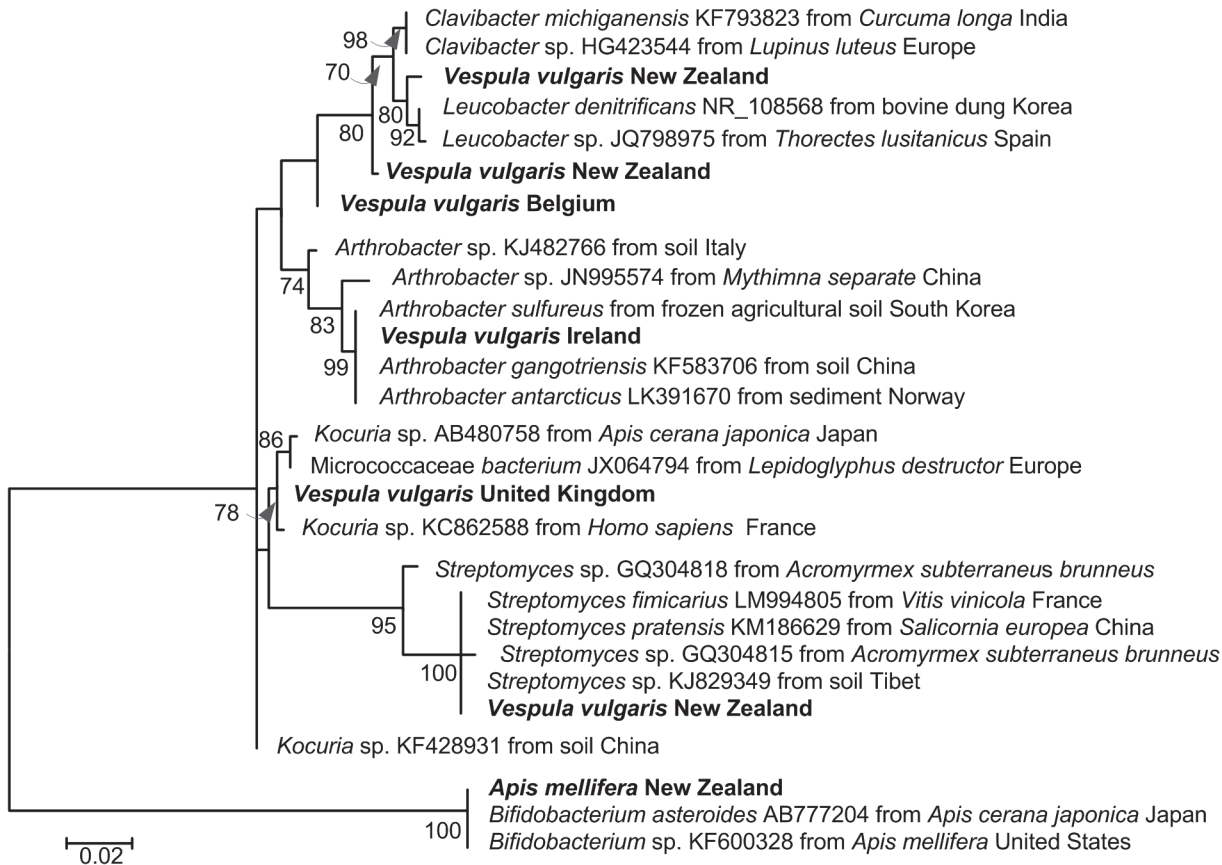 Clavibacter michiganensis KF793823 from Curcuma longa India
98
Clavibacter sp. HG423544 from Lupinus luteus Europe
70
Vespula vulgaris New Zealand
80
Leucobacter denitrificans NR_108568 from bovine dung Korea
80
92
Leucobacter sp. JQ798975 from Thorectes lusitanicus Spain
Vespula vulgaris New Zealand
Vespula vulgaris Belgium
Arthrobacter sp. KJ482766 from soil Italy
74
Arthrobacter sp. JN995574 from Mythimna separate China
83
Arthrobacter sulfureus from frozen agricultural soil South Korea
Vespula vulgaris Ireland
99
Arthrobacter gangotriensis KF583706 from soil China
Arthrobacter antarcticus LK391670 from sediment Norway
86
Kocuria sp. AB480758 from Apis cerana japonica Japan
Micrococcaceae bacterium JX064794 from Lepidoglyphus destructor Europe
Vespula vulgaris United Kingdom
78
Kocuria sp. KC862588 from Homo sapiens France
Streptomyces sp. GQ304818 from Acromyrmex subterraneus brunneus
Streptomyces fimicarius LM994805 from Vitis vinicola France
95
Streptomyces pratensis KM186629 from Salicornia europea China
Streptomyces sp. GQ304815 from Acromyrmex subterraneus brunneus
100
Streptomyces sp. KJ829349 from soil Tibet
Vespula vulgaris New Zealand
Kocuria sp. KF428931 from soil China
Apis mellifera New Zealand
Bifidobacterium asteroides AB777204 from Apis cerana japonica Japan
100
Bifidobacterium sp. KF600328 from Apis mellifera United States
0.02